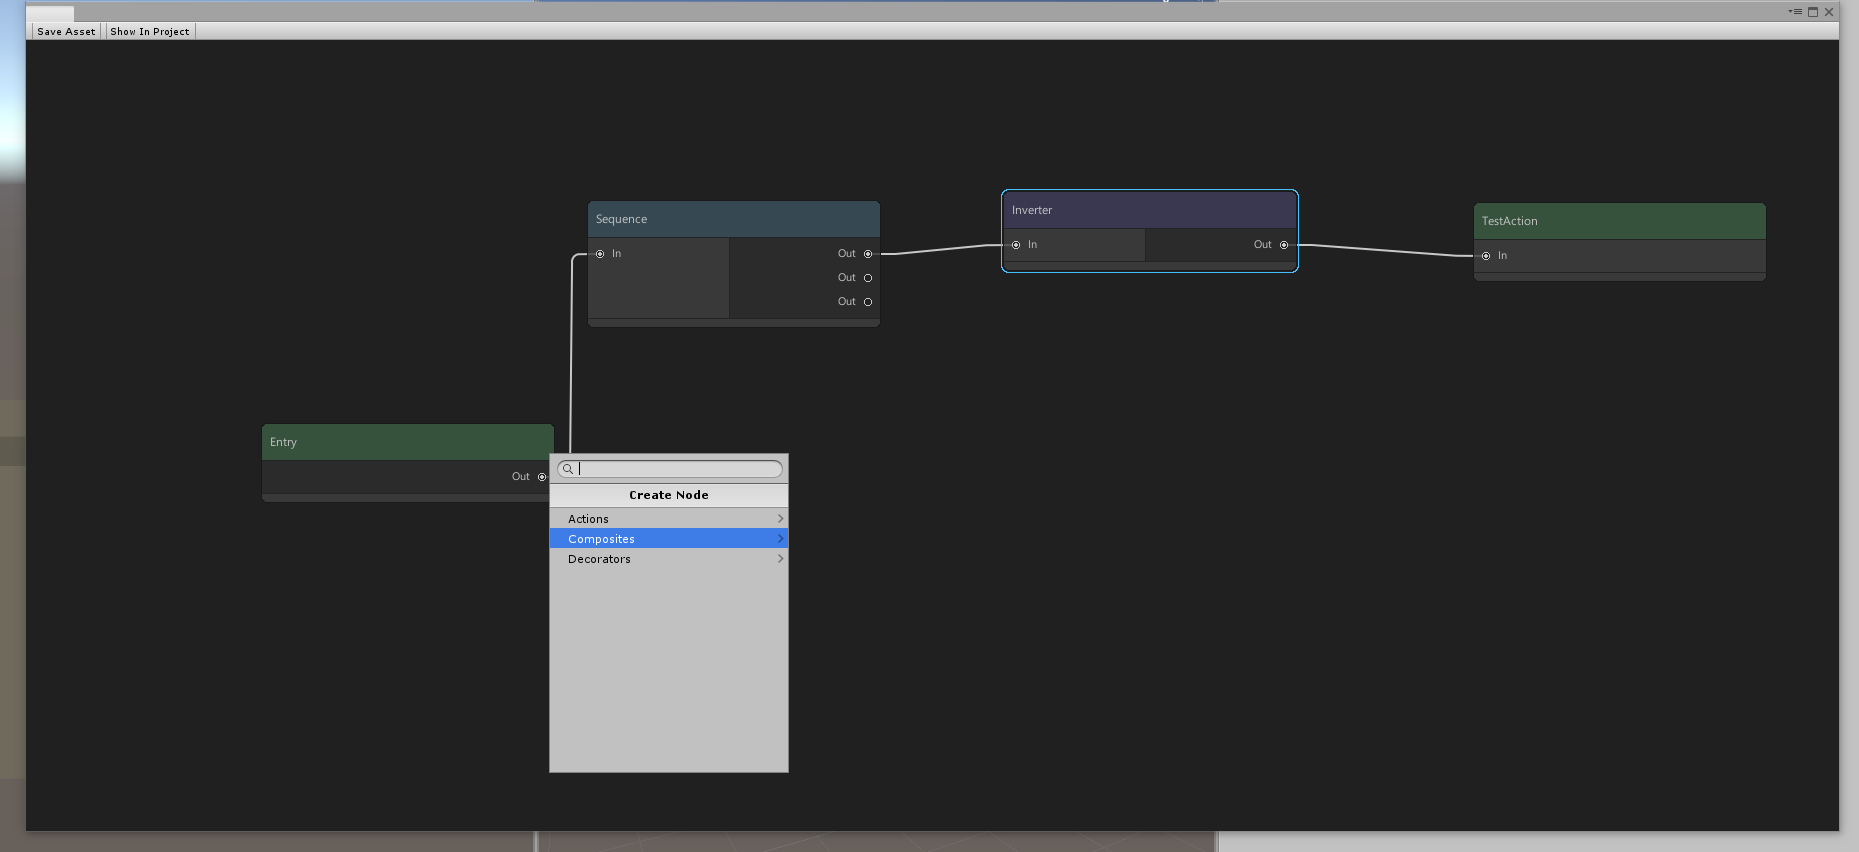 Save Asset
Show In Project
Sequence
In
Out
Out
Out
Inverter
In
Out
TestAction
In
Entry
Out
Create Node
Actions
Composites
Decorators